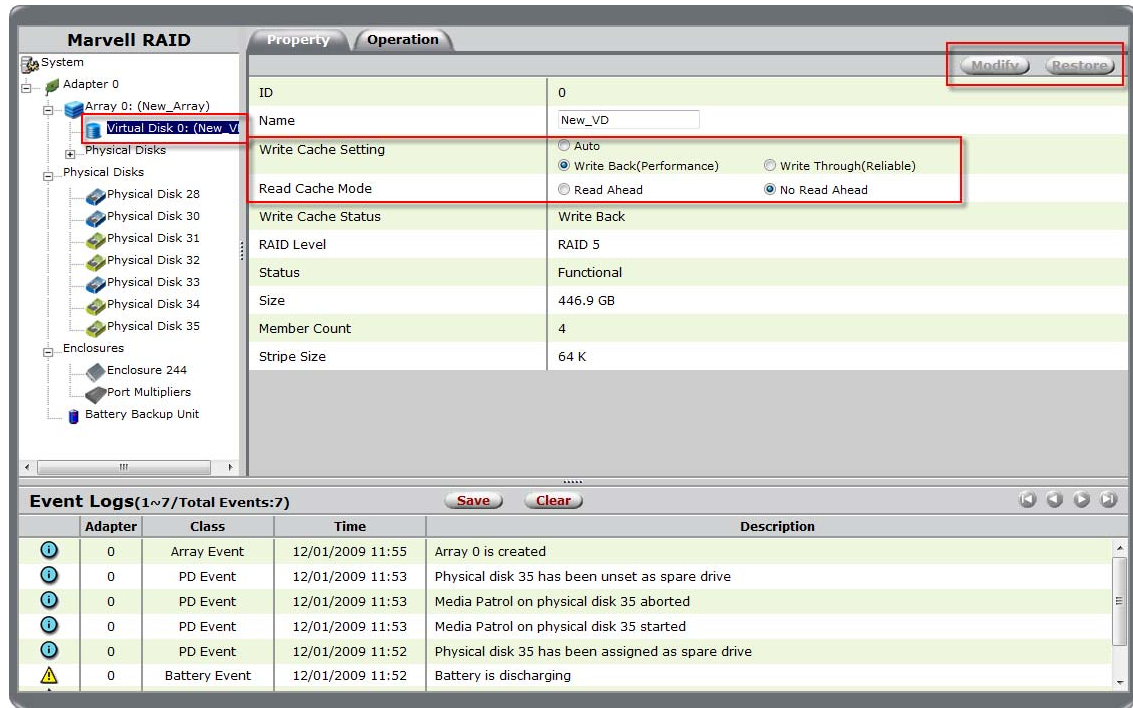 Marvell RAID
Property Operation
Modify Restore
System
Adapter 0
Array 0: (New_Array)
Virtual Disk 0: (New_V
Physical Disks
Physical Disks
Physical Disk 28
Physical Disk 30
Physical Disk 31
Physical Disk 32
Physical Disk 33
Physical Disk 34
Physical Disk 35
Enclosures
Enclosure 244
Port Multipliers
Battery Backup Unit
ID 0
Name New_VD
Write Cache Setting Auto
Write Back(Performance) Write Through(Reliable)
Read Cache Mode Read Ahead No Read Ahead
Write Cache Status Write Back
RAID Level RAID 5
Status Functional
Size 446.9 GB
Member Count 4
Stripe Size 64 K
Event Logs(1~7/Total Events:7) Save Clear
Adapter Class Time Description
0 Array Event 12/01/2009 11:55 Array 0 is created
0 PD Event 12/01/2009 11:53 Physical disk 35 has been unset as spare drive
0 PD Event 12/01/2009 11:53 Media Patrol on physical disk 35 aborted
0 PD Event 12/01/2009 11:53 Media Patrol on physical disk 35 started
0 PD Event 12/01/2009 11:52 Physical disk 35 has been assigned as spare drive
0 Battery Event 12/01/2009 11:52 Battery is discharging